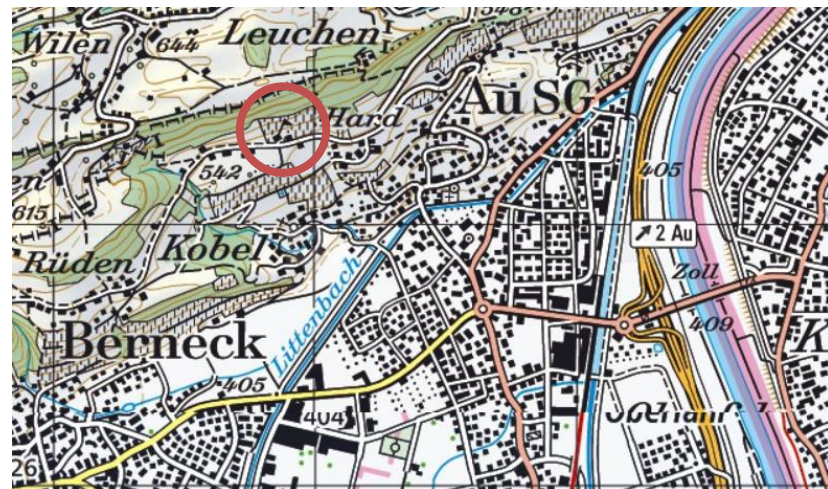 Wilen
644
Leuchen
548
Au SG
Hard
542
405
615
2 Au
Kobel
Rüden
Zoll
Littenbach
409
K
Berneck
405
404
26